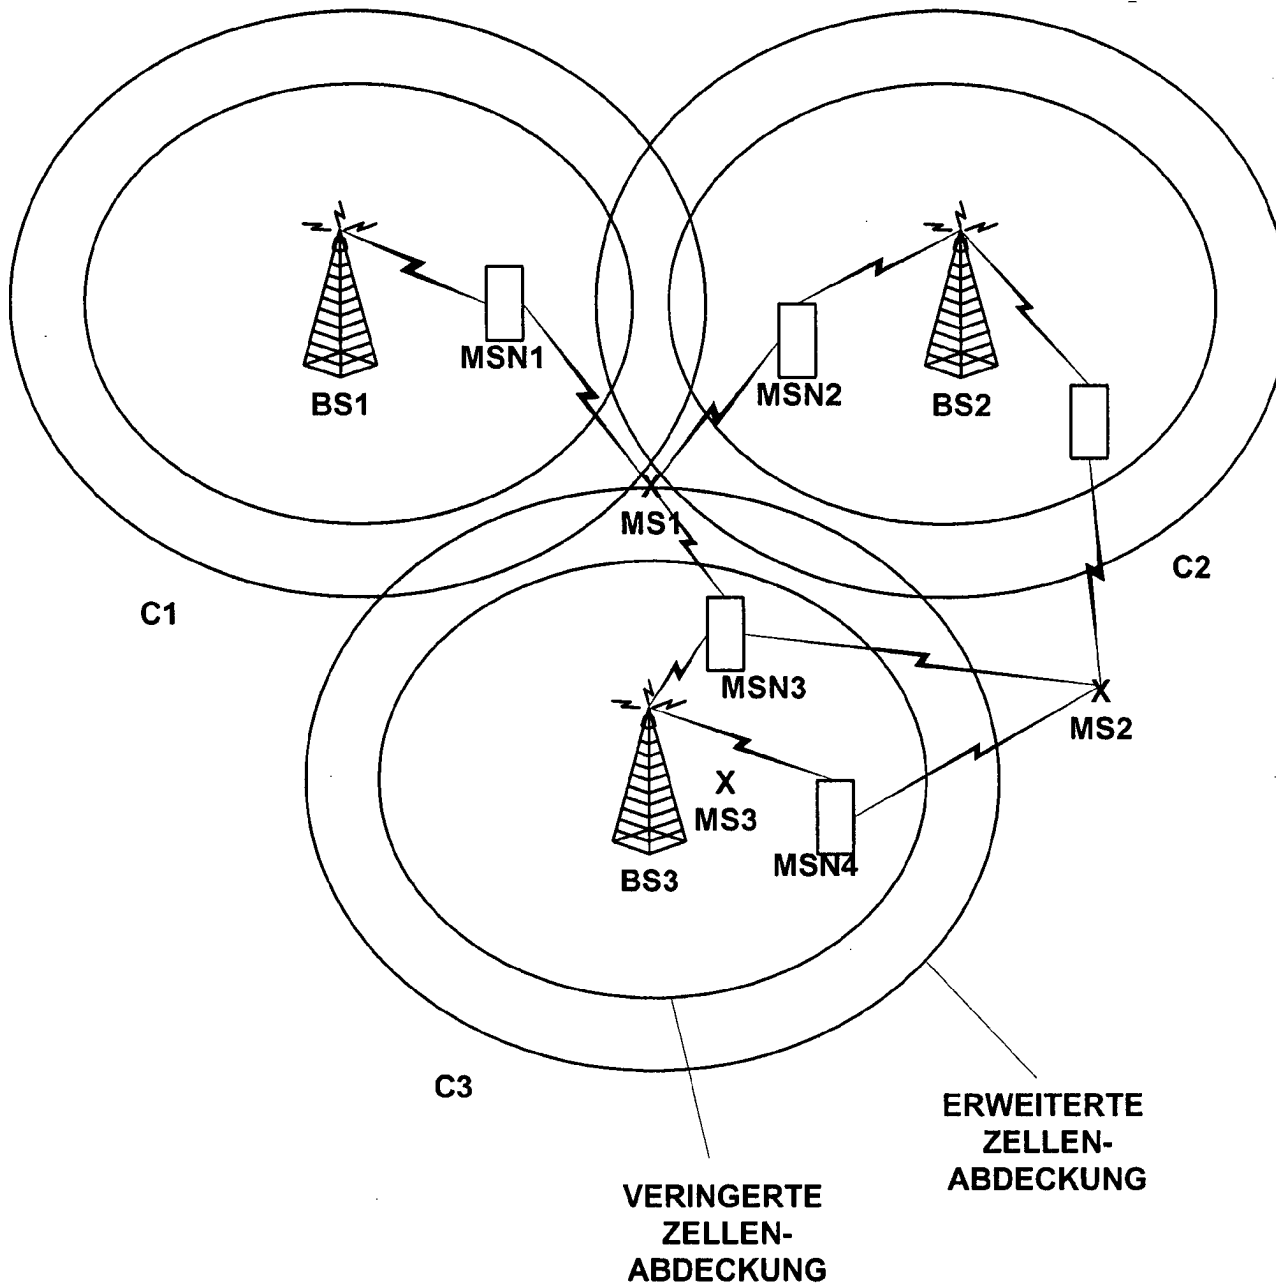 MSN1
BS1
MSN2
BS2
MS1
C2
C1
MSN3
MS2
X
MS3
MSN4
BS3
C3
ERWEITERTE
ZELLEN-
ABDECKUNG
VERINGERTE
ZELLEN-
ABDECKUNG